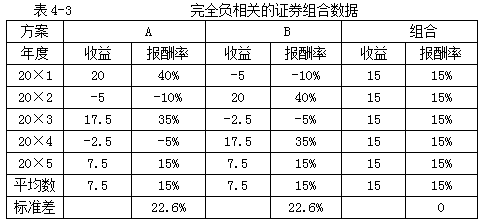 表4-3 完全负相关的证券组合数据
方案 A B 组合
年度 收益 报酬率 收益 报酬率 收益 报酬率
20×1 20 40% -5 -10% 15 15%
20×2 -5 -10% 20 40% 15 15%
20×3 17.5 35% -2.5 -5% 15 15%
20×4 -2.5 -5% 17.5 35% 15 15%
20×5 7.5 15% 7.5 15% 15 15%
平均数 7.5 15% 7.5 15% 15 15%
标准差 22.6% 22.6% 0